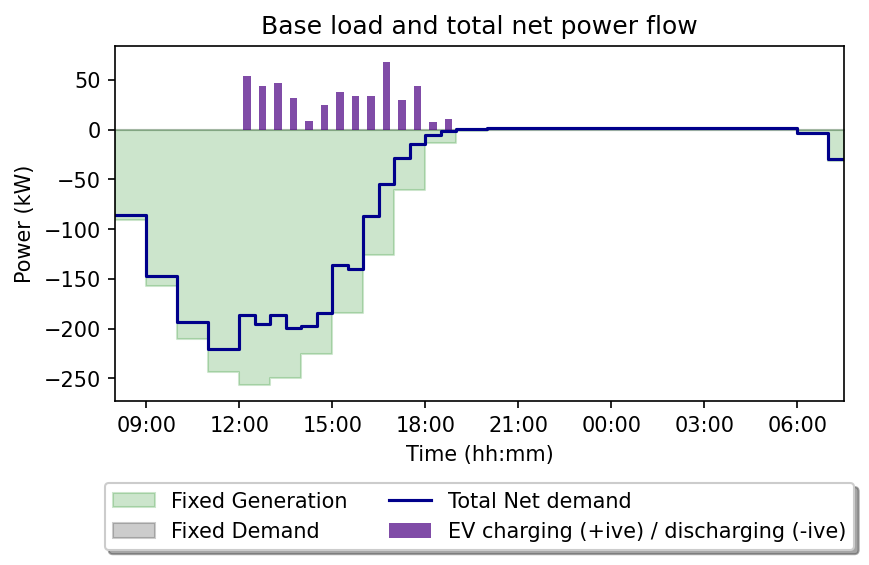 Base load and total net power flow
Power (kW)
50
0
−50
−100
−150
−200
−250
09:00 12:00 15:00 18:00 21:00 00:00 03:00 06:00
Time (hh:mm)
Fixed Generation
Fixed Demand
Total Net demand
EV charging (+ive) / discharging (-ive)